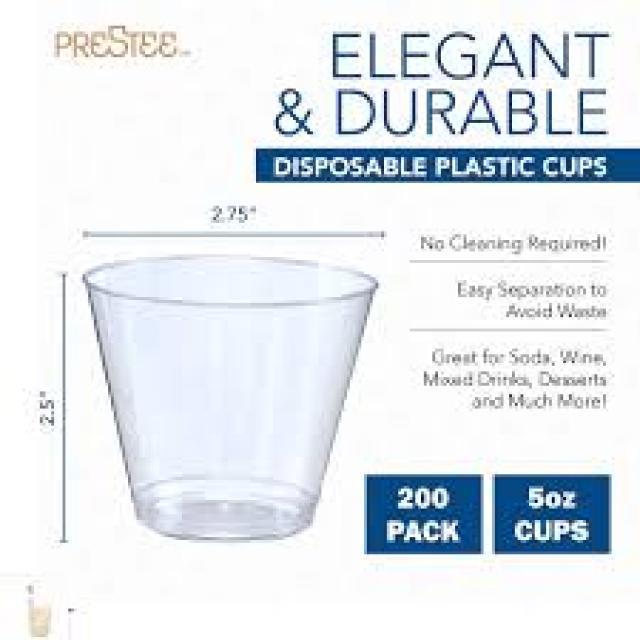 PRESTEE
ELEGANT
& DURABLE
DISPOSABLE PLASTIC CUPS
2.75"
No Cleaning Required!
Easy Separation to
Avoid Waste
Great for Soda, Wine,
Mixed Drinks, Desserts
and Much More!
2.5"
200
PACK
5oz
CUPS